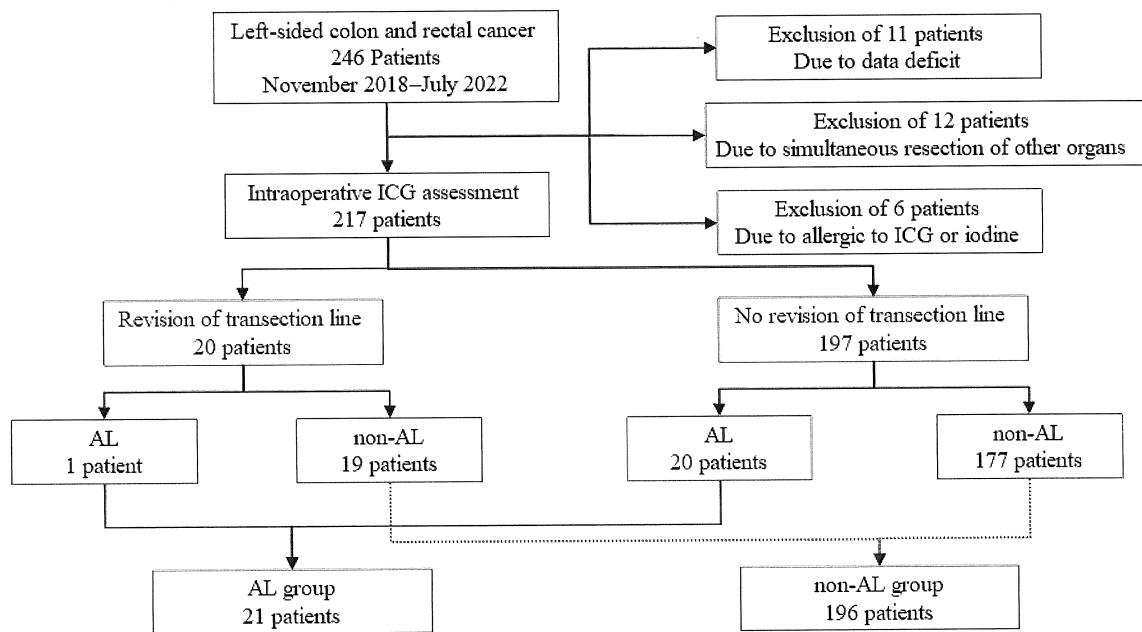 Left-sided colon and rectal cancer
246 Patients
November 2018–July 2022
Exclusion of 11 patients
Due to data deficit
Exclusion of 12 patients
Due to simultaneous resection of other organs
Intraoperative ICG assessment
217 patients
Exclusion of 6 patients
Due to allergic to ICG or iodine
Revision of transection line
20 patients
No revision of transection line
197 patients
AL
1 patient
non-AL
19 patients
AL
20 patients
non-AL
177 patients
AL group
21 patients
non-AL group
196 patients